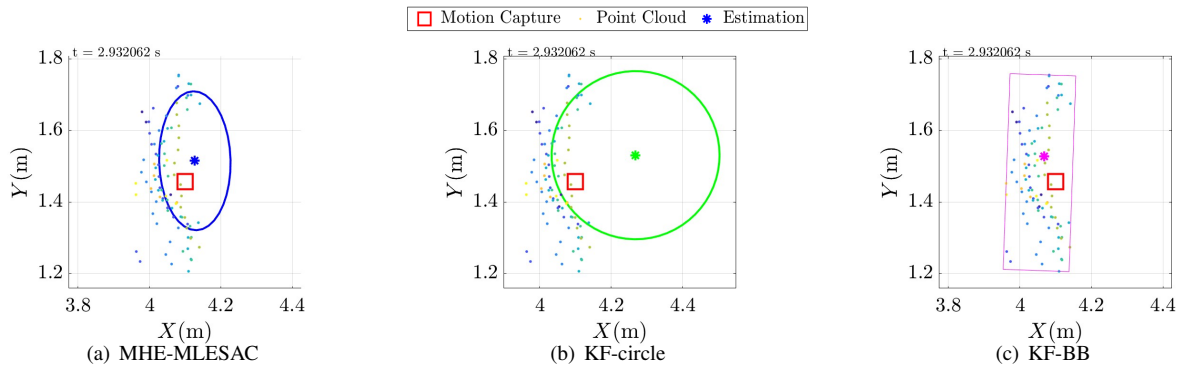 Motion Capture Point Cloud Estimation
t = 2.932062 s
1.8
1.6
1.4
1.2
Y(m)
3.8 4 4.2 4.4
X(m)
(a) MHE-MLESAC
t = 2.932062 s
1.8
1.6
1.4
1.2
Y(m)
4 4.2 4.4
X(m)
(b) KF-circle
t = 2.932062 s
1.8
1.6
1.4
1.2
Y(m)
3.8 4 4.2 4.4
X(m)
(c) KF-BB